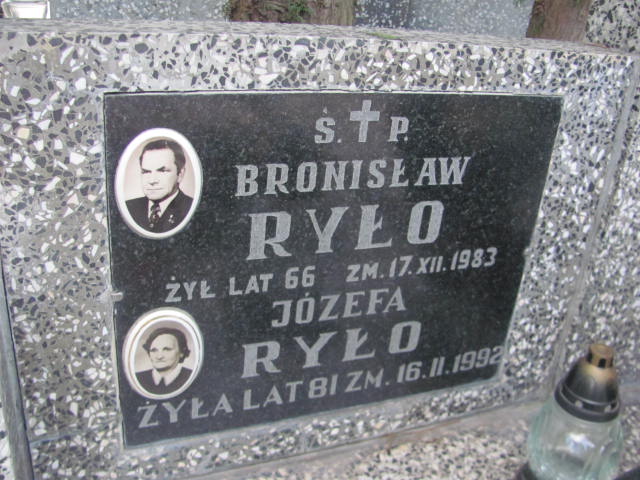 Ś.✝P.
BRONISŁAW
RYŁO
ŻYŁ LAT 66 ZM. 17. XII. 1983
JÓZEFA
RYŁO
ŻYŁA LAT 81 ZM. 16. II. 1992